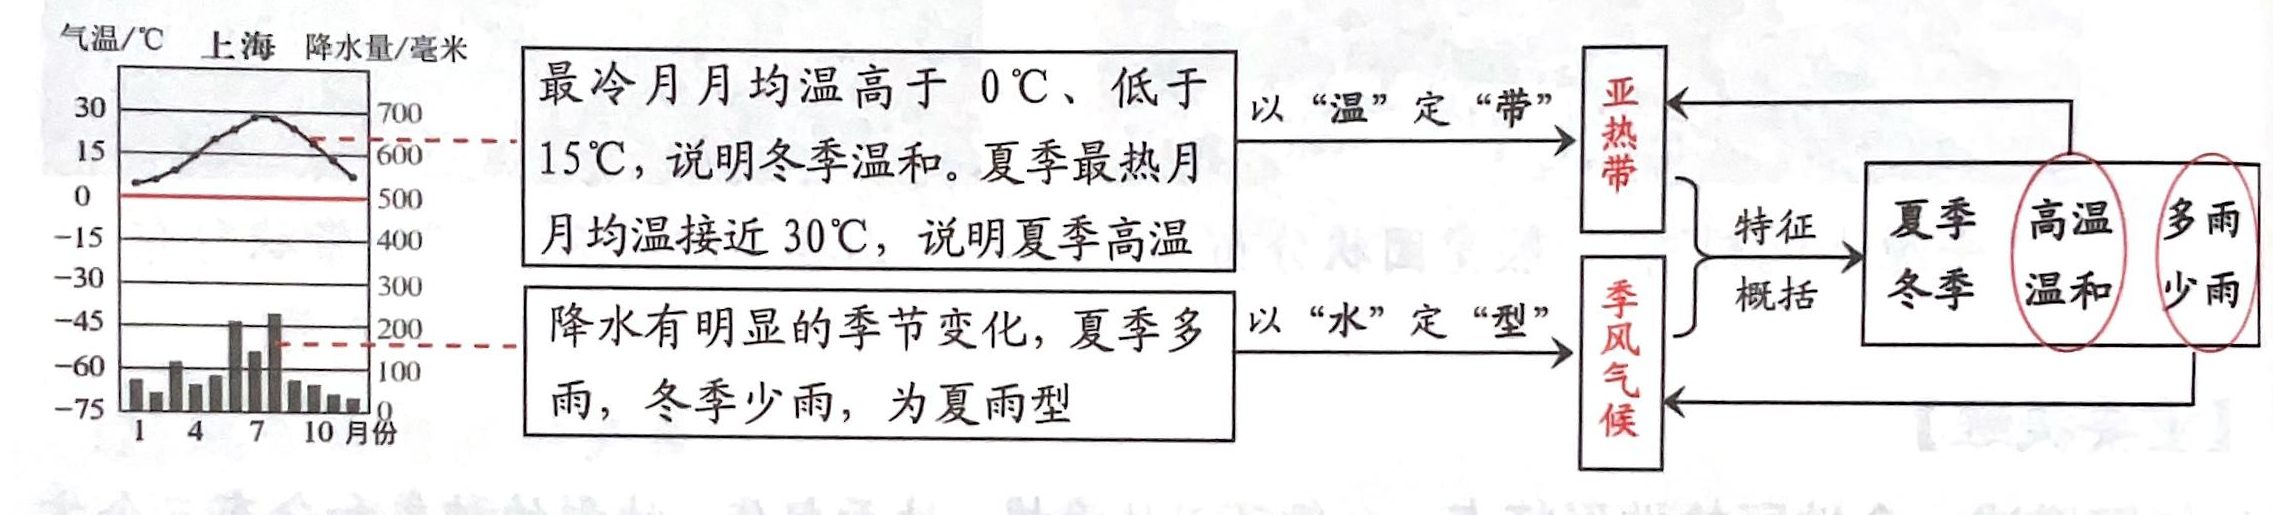 气温/℃ 上海 降水量/毫米
30
15
0
-15
-30
-45
-60
-75
700
600
500
400
300
200
100
0
1 4 7 10 月份
最冷月月均温高于 0℃、低于
15℃，说明冬季温和。夏季最热月
月均温接近30℃，说明夏季高温
降水有明显的季节变化，夏季多
雨，冬季少雨，为夏雨型
以“温”定“带”
以“水”定“型”
亚热带
季风气候
特征
概括
夏季 高温 多雨
冬季 温和 少雨